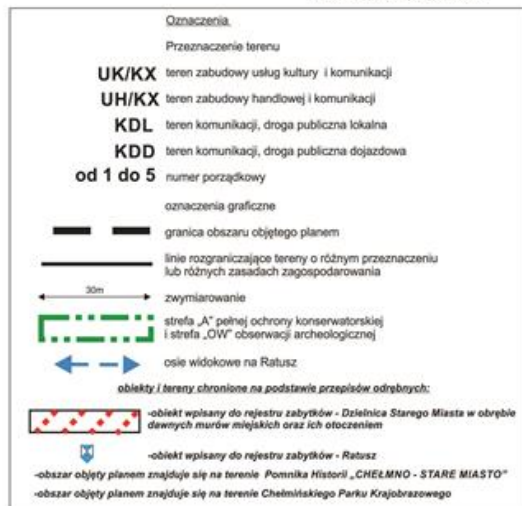 Oznaczenia
Przeznaczenie terenu
UK/KX teren zabudowy usług kultury i komunikacji
UH/KX teren zabudowy handlowej i komunikacji
KDL teren komunikacji, droga publiczna lokalna
KDD teren komunikacji, droga publiczna dojazdowa
od 1 do 5 numer porządkowy
oznaczenia graficzne
granica obszaru objętego planem
linie rozgraniczające tereny o różnym przeznaczeniu
lub różnych zasadach zagospodarowania
30m zwymiarowanie
strefa „A" pełnej ochrony konserwatorskiej
i strefa „OW" obserwacji archeologicznej
osie widokowe na Ratusz
obiekty i tereny chronione na podstawie przepisów odrębnych:
-obiekt wpisany do rejestru zabytków - Dzielnica Starego Miasta w obrębie
dawnych murów miejskich oraz ich otoczeniem
-obiekt wpisany do rejestru zabytków - Ratusz
-obszar objęty planem znajduje się na terenie Pomnika Historii „CHEŁMNO - STARE MIASTO"
-obszar objęty planem znajduje się na terenie Chełmińskiego Parku Krajobrazowego